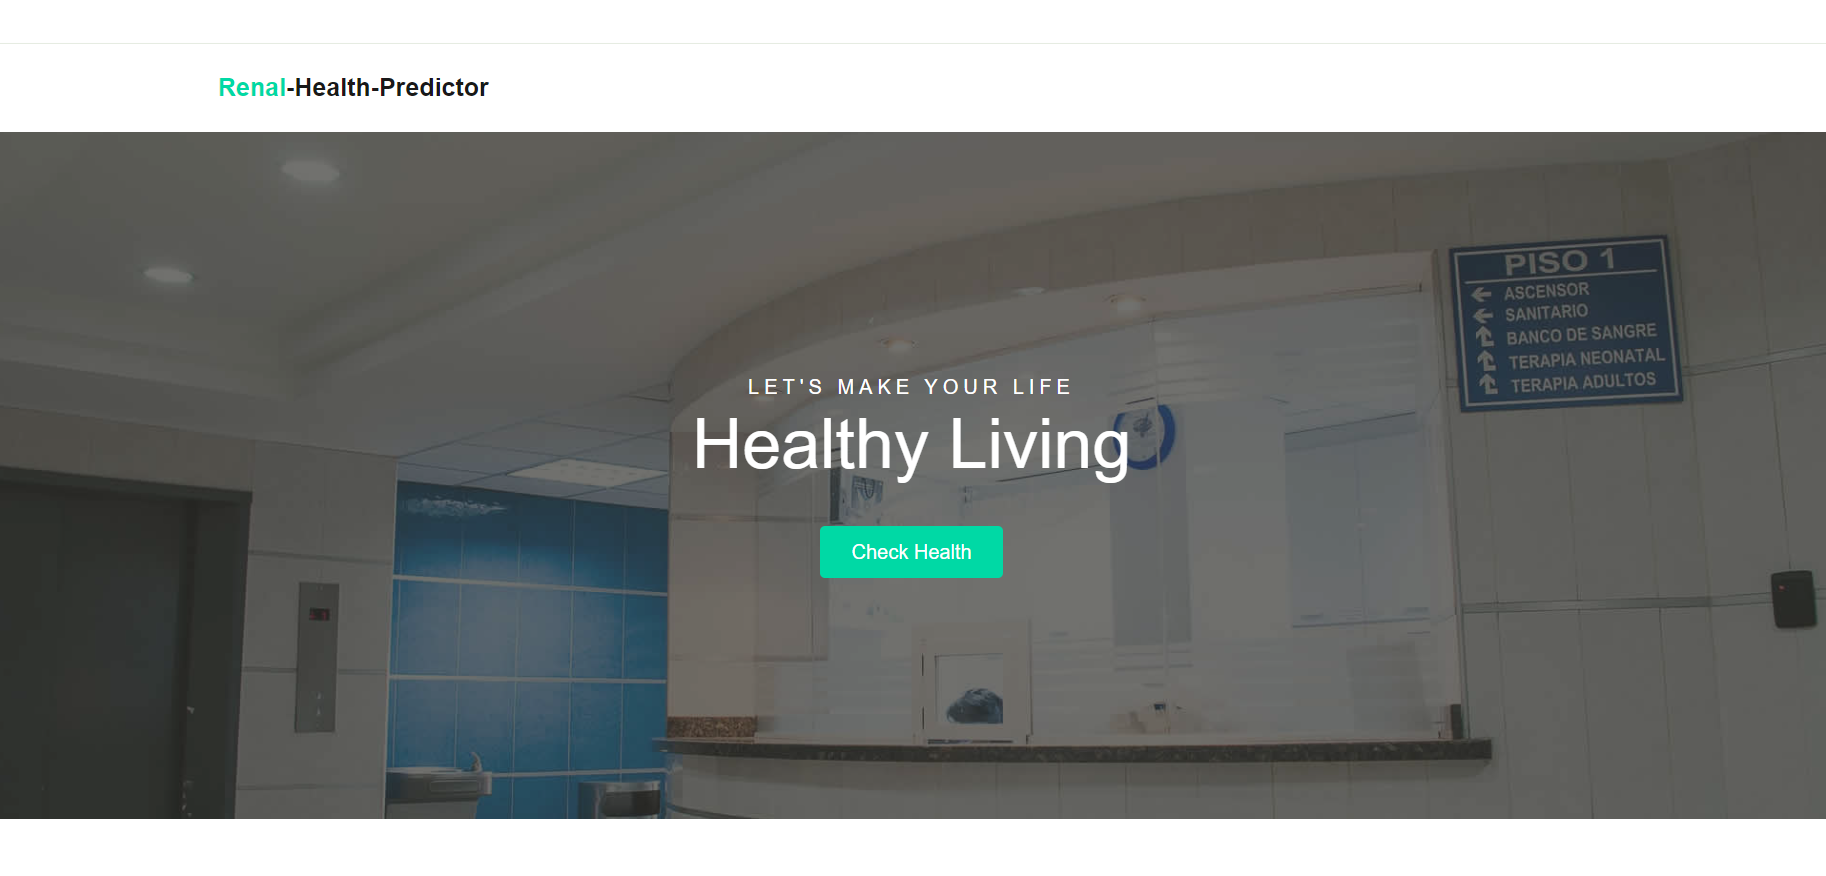 Renal-Health-Predictor
PISO 1
← ASCENSOR
← SANITARIO
↰ BANCO DE SANGRE
↰ TERAPIA NEONATAL
↰ TERAPIA ADULTOS
LET'S MAKE YOUR LIFE
Healthy Living
Check Health